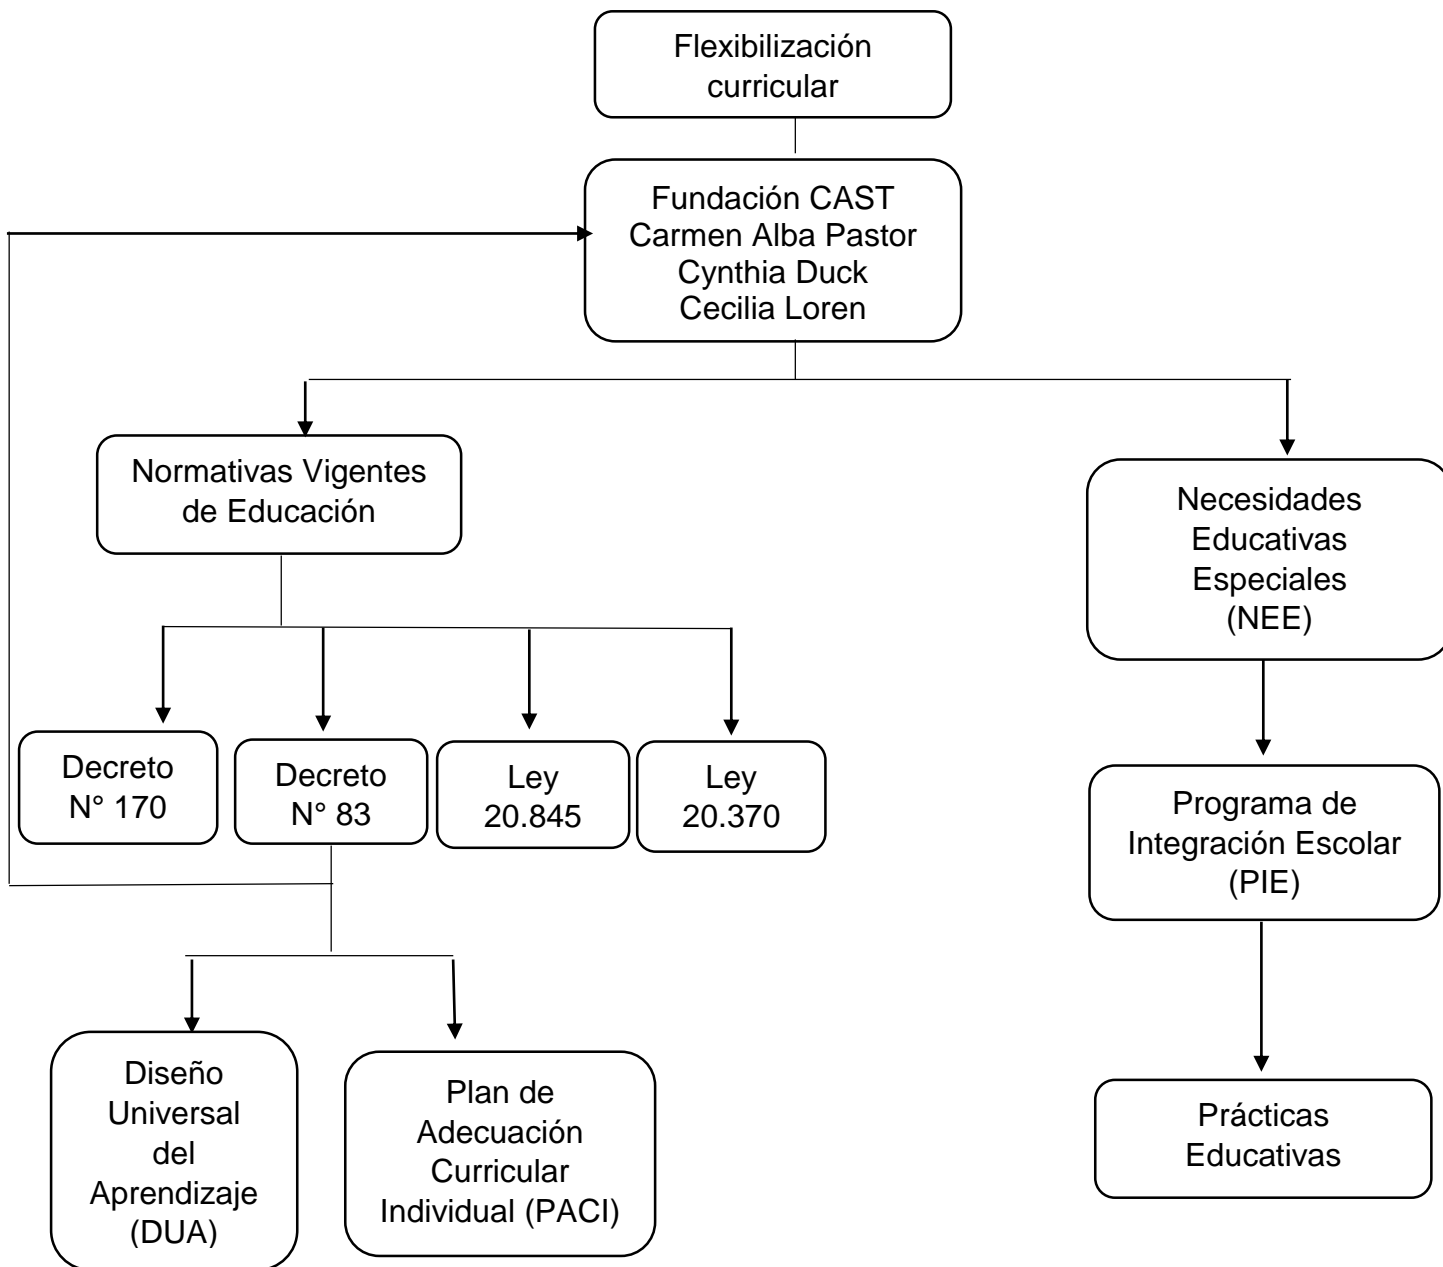 Flexibilización
curricular
Fundación CAST
Carmen Alba Pastor
Cynthia Duck
Cecilia Loren
Normativas Vigentes
de Educación
Necesidades
Educativas
Especiales
(NEE)
Decreto
N° 170
Decreto
N° 83
Ley
20.845
Ley
20.370
Programa de
Integración Escolar
(PIE)
Diseño
Universal
del
Aprendizaje
(DUA)
Plan de
Adecuación
Curricular
Individual (PACI)
Prácticas
Educativas